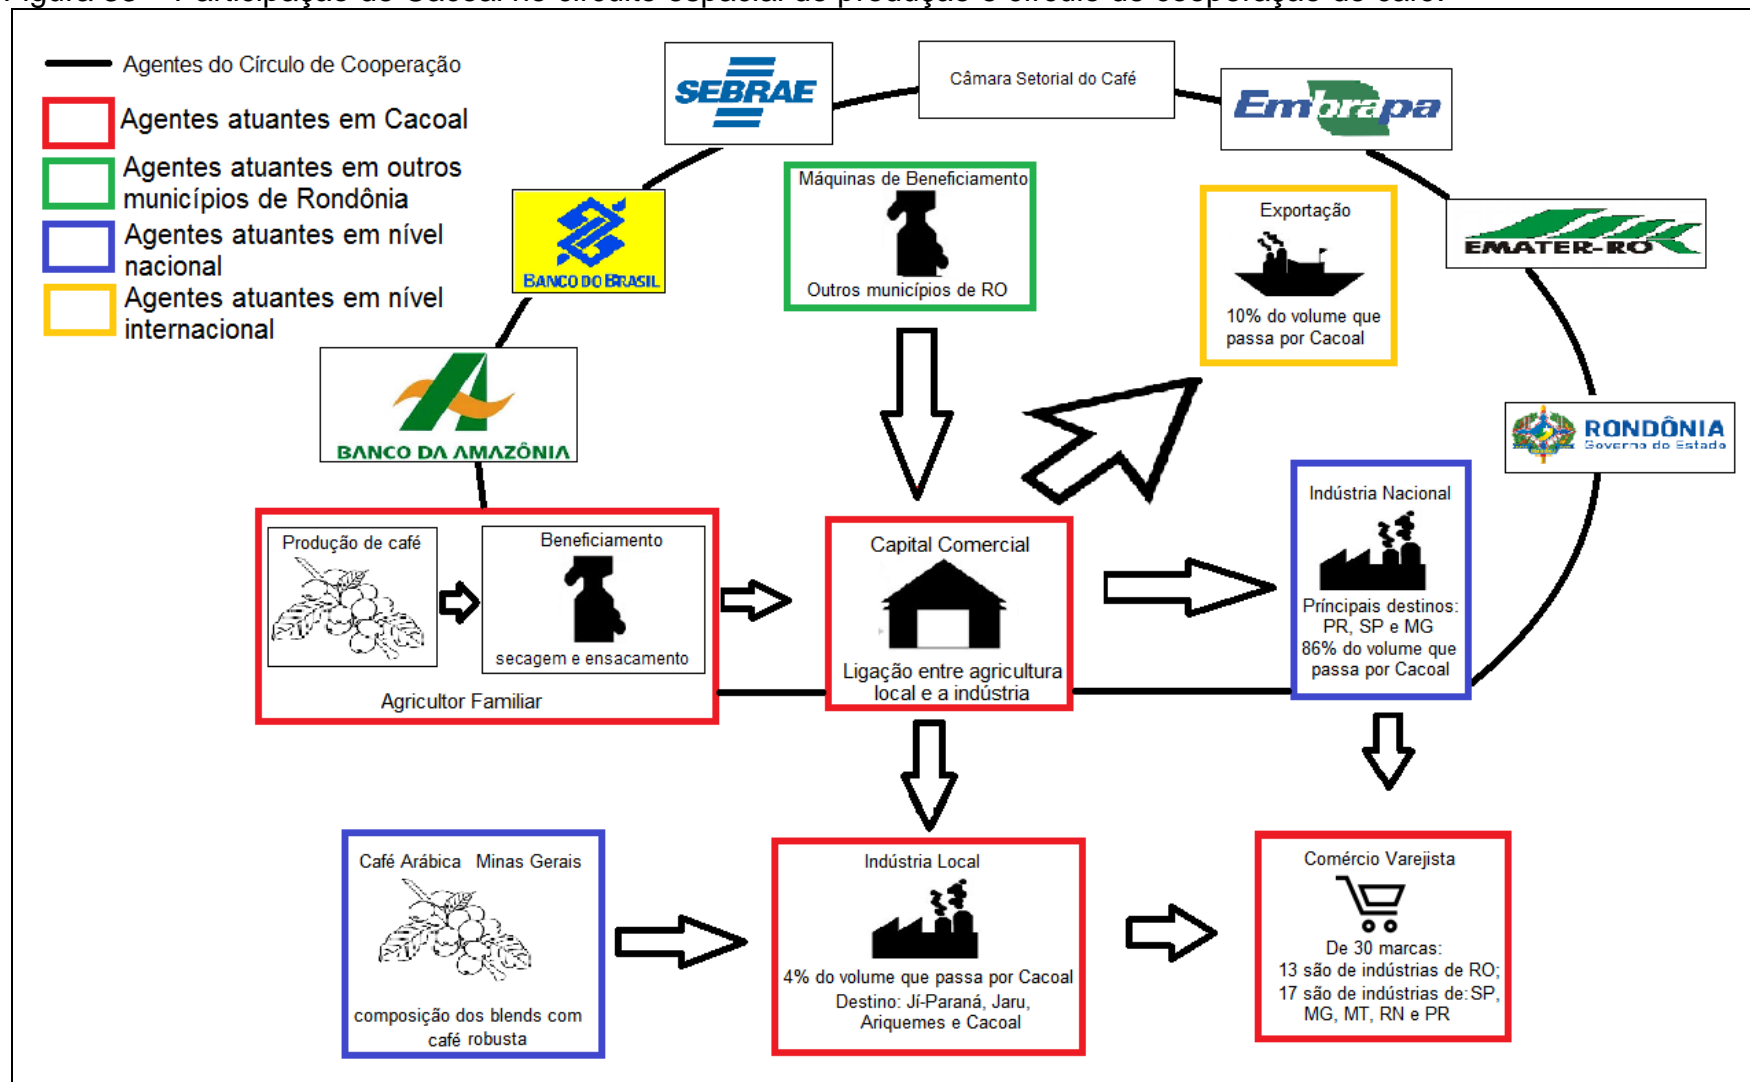 Agentes do Círculo de Cooperação
Agentes atuantes em Cacoal
Agentes atuantes em outros
municípios de Rondônia
Agentes atuantes em nível
nacional
Agentes atuantes em nível
internacional
SEBRAE
Câmara Setorial do Café
Embrapa
BANCO DO BRASIL
Máquinas de Beneficiamento
Outros municípios de RO
Exportação
10% do volume que
passa por Cacoal
EMATER-RO
BANCO DA AMAZÔNIA
RONDÔNIA
Governo do Estado
Produção de café
Beneficiamento
secagem e ensacamento
Agricultor Familiar
Capital Comercial
Ligação entre agricultura
local e a indústria
Indústria Nacional
Príncipais destinos:
PR, SP e MG
86% do volume que
passa por Cacoal
Café Arábica Minas Gerais
composição dos blends com
café robusta
Indústria Local
4% do volume que passa por Cacoal
Destino: Jí-Paraná, Jaru,
Ariquemes e Cacoal
Comércio Varejista
De 30 marcas:
13 são de indústrias de RO;
17 são de indústrias de: SP,
MG, MT, RN e PR